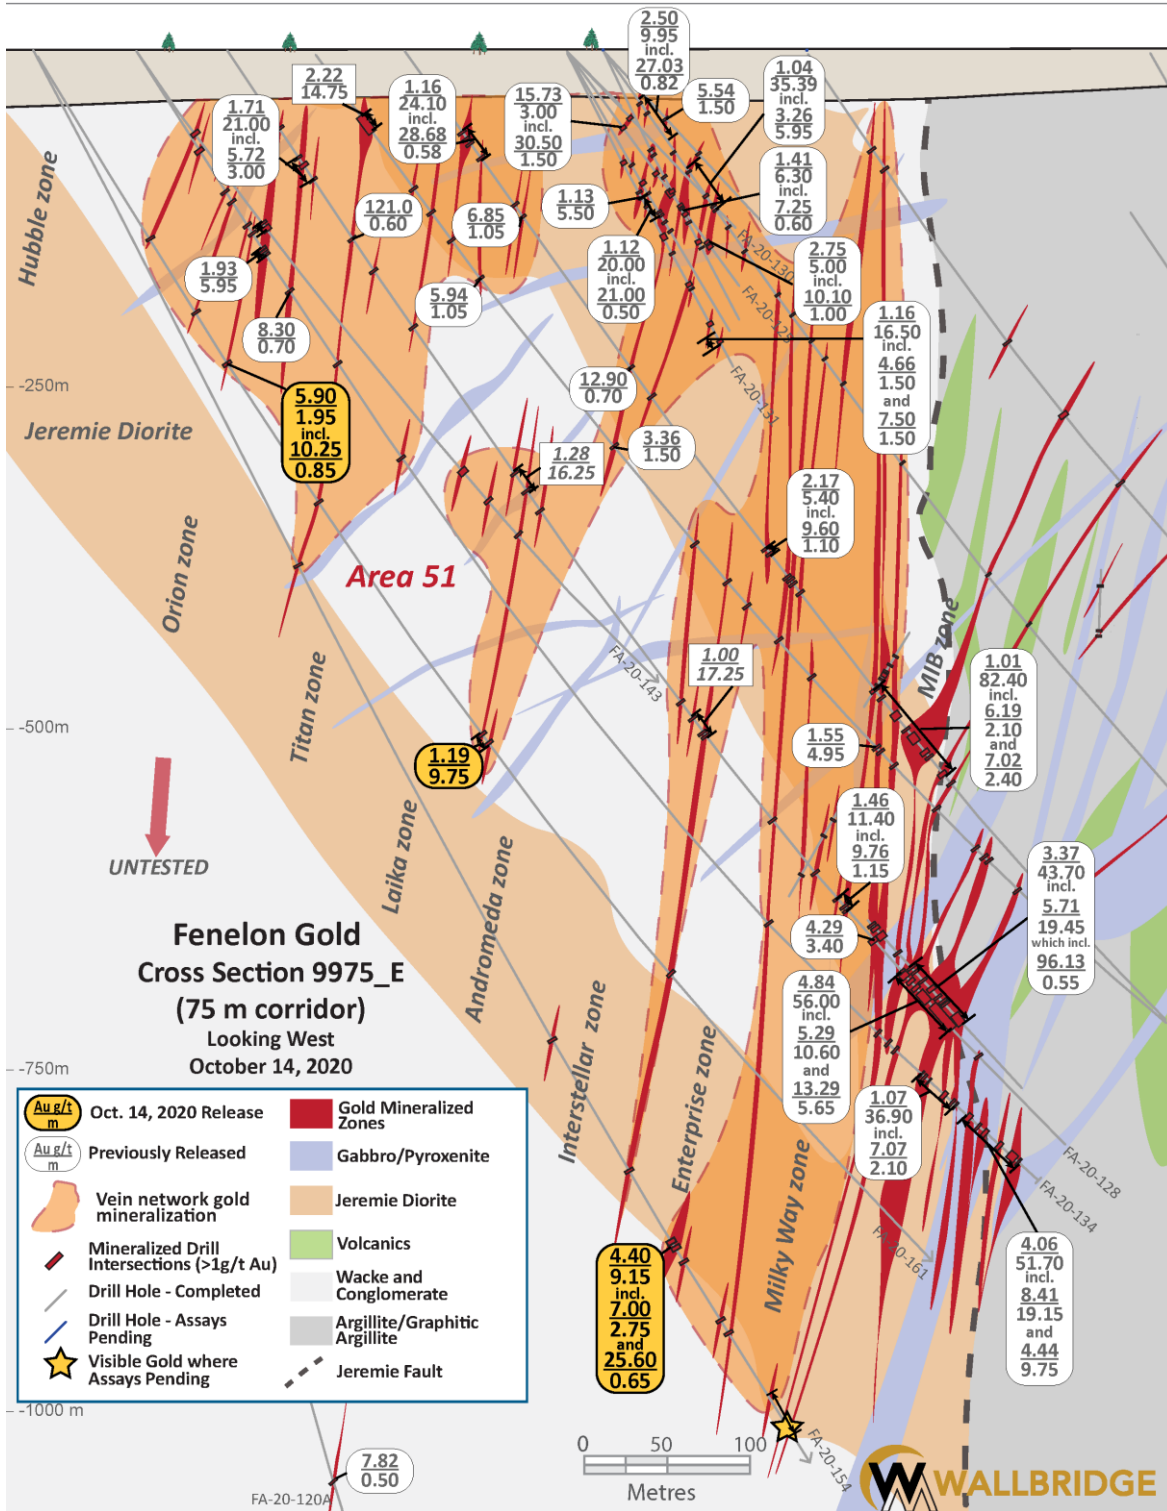 2.50
9.95
incl.
27.03
0.82
5.54
1.50
1.04
35.39
incl.
3.26
5.95
2.22
14.75
1.16
24.10
incl.
28.68
0.58
15.73
3.00
incl.
30.50
1.50
1.71
21.00
incl.
5.72
3.00
1.41
6.30
incl.
7.25
0.60
1.13
5.50
121.0
0.60
6.85
1.05
1.12
20.00
incl.
21.00
0.50
2.75
5.00
incl.
10.10
1.00
1.93
5.95
5.94
1.05
8.30
0.70
1.16
16.50
incl.
4.66
1.50
and
7.50
1.50
FA-20-130
FA-20-125
FA-20-131
Hubble zone
-250m
Jeremie Diorite
5.90
1.95
incl.
10.25
0.85
12.90
0.70
3.36
1.50
1.28
16.25
2.17
5.40
incl.
9.60
1.10
Orion zone
Area 51
MIB zone
Titan zone
FA-20-143
1.00
17.25
1.01
82.40
incl.
6.19
2.10
and
7.02
2.40
-500m
1.19
9.75
1.55
4.95
UNTESTED
Laika zone
Andromeda zone
1.46
11.40
incl.
9.76
1.15
3.37
43.70
incl.
5.71
19.45
which incl.
96.13
0.55
4.29
3.40
Fenelon Gold
Cross Section 9975_E
(75 m corridor)
Looking West
October 14, 2020
4.84
56.00
incl.
5.29
10.60
and
13.29
5.65
-750m
Interstellar zone
Enterprise zone
Milky Way zone
1.07
36.90
incl.
7.07
2.10
FA-20-128
FA-20-134
FA-20-161
4.06
51.70
incl.
8.41
19.15
and
4.44
9.75
4.40
9.15
incl.
7.00
2.75
and
25.60
0.65
Au g/t
m
Oct. 14, 2020 Release
Au g/t
m
Previously Released
Vein network gold
mineralization
Mineralized Drill
Intersections (>1g/t Au)
Drill Hole - Completed
Drill Hole - Assays
Pending
Visible Gold where
Assays Pending
Gold Mineralized
Zones
Gabbro/Pyroxenite
Jeremie Diorite
Volcanics
Wacke and
Conglomerate
Argillite/Graphitic
Argillite
Jeremie Fault
-1000 m
7.82
0.50
FA-20-120A
FA-20-154
0 50 100
Metres
WALLBRIDGE